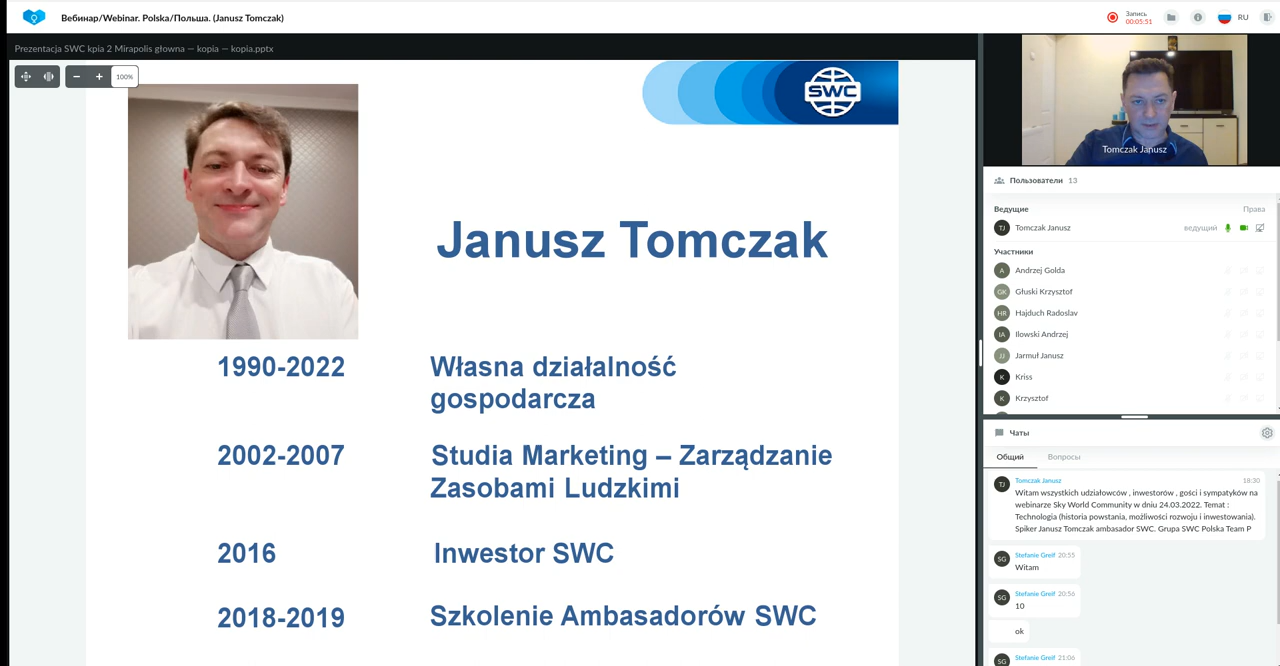 Вебинар/Webinar. Polska/Польша. (Janusz Tomczak)
Запись
00:05:51
RU
Prezentacja SWC kpia 2 Mirapolis głowna — kopia — kopia.pptx
100%
SWC
Janusz Tomczak
1990-2022 Własna działalność
gospodarcza
2002-2007 Studia Marketing – Zarządzanie
Zasobami Ludzkimi
2016 Inwestor SWC
2018-2019 Szkolenie Ambasadorów SWC
Tomczak Janusz
Пользователи 13
Ведущие Права
TJ Tomczak Janusz ведущий
Участники
A Andrzej Golda
GK Głuski Krzysztof
HR Hajduch Radoslav
IA Ilowski Andrzej
JJ Jarmuł Janusz
K Kriss
K Krzysztof
Чаты
Общий Вопросы
TJ Tomczak Janusz 18:30
Witam wszystkich udziałowców , inwestorów , gości i sympatyków na
webinarze Sky World Community w dniu 24.03.2022. Temat :
Technologia (historia powstania, możliwości rozwoju i inwestowania).
Spiker Janusz Tomczak ambasador SWC. Grupa SWC Polska Team P
SG Stefanie Greif 20:55
Witam
SG Stefanie Greif 20:56
10
ok
SG Stefanie Greif 21:06